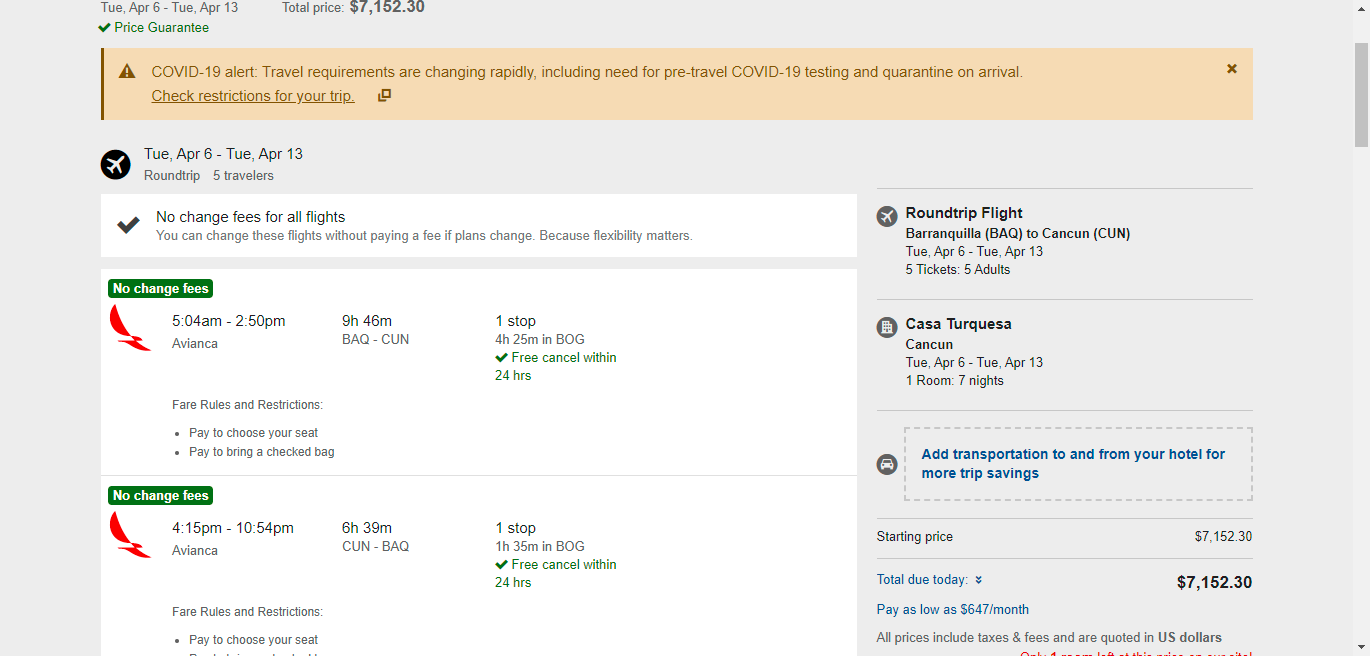 Tue, Apr 6 - Tue, Apr 13
Total price: $7,152.30
Price Guarantee
COVID-19 alert: Travel requirements are changing rapidly, including need for pre-travel COVID-19 testing and quarantine on arrival.
Check restrictions for your trip.
Tue, Apr 6 - Tue, Apr 13
Roundtrip 5 travelers
No change fees for all flights
You can change these flights without paying a fee if plans change. Because flexibility matters.
No change fees
5:04am - 2:50pm
Avianca
9h 46m
BAQ - CUN
1 stop
4h 25m in BOG
Free cancel within
24 hrs
Fare Rules and Restrictions:
Pay to choose your seat
Pay to bring a checked bag
No change fees
4:15pm - 10:54pm
Avianca
6h 39m
CUN - BAQ
1 stop
1h 35m in BOG
Free cancel within
24 hrs
Fare Rules and Restrictions:
Pay to choose your seat
Roundtrip Flight
Barranquilla (BAQ) to Cancun (CUN)
Tue, Apr 6 - Tue, Apr 13
5 Tickets: 5 Adults
Casa Turquesa
Cancun
Tue, Apr 6 - Tue, Apr 13
1 Room: 7 nights
Add transportation to and from your hotel for
more trip savings
Starting price $7,152.30
Total due today: $7,152.30
Pay as low as $647/month
All prices include taxes & fees and are quoted in US dollars
Only 1 room left at this price on our site!